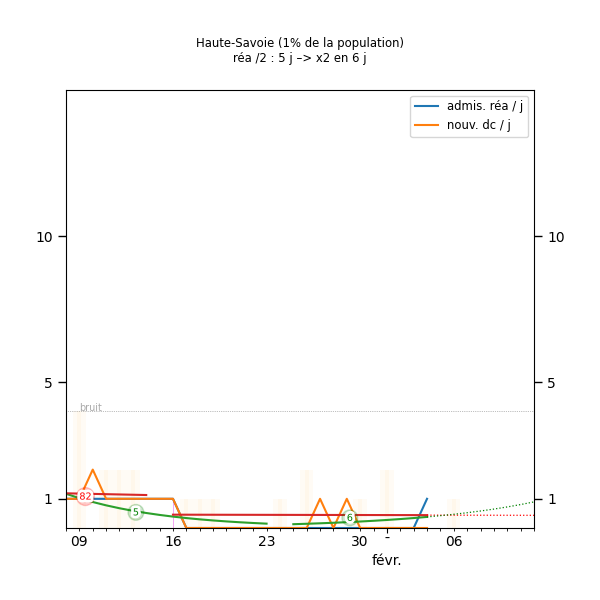 Haute-Savoie (1% de la population)
réa /2 : 5 j –> x2 en 6 j
admis. réa / j
nouv. dc / j
10
10
5
5
bruit
1
1
82
5
6
09
16
23
30
-
06
févr.